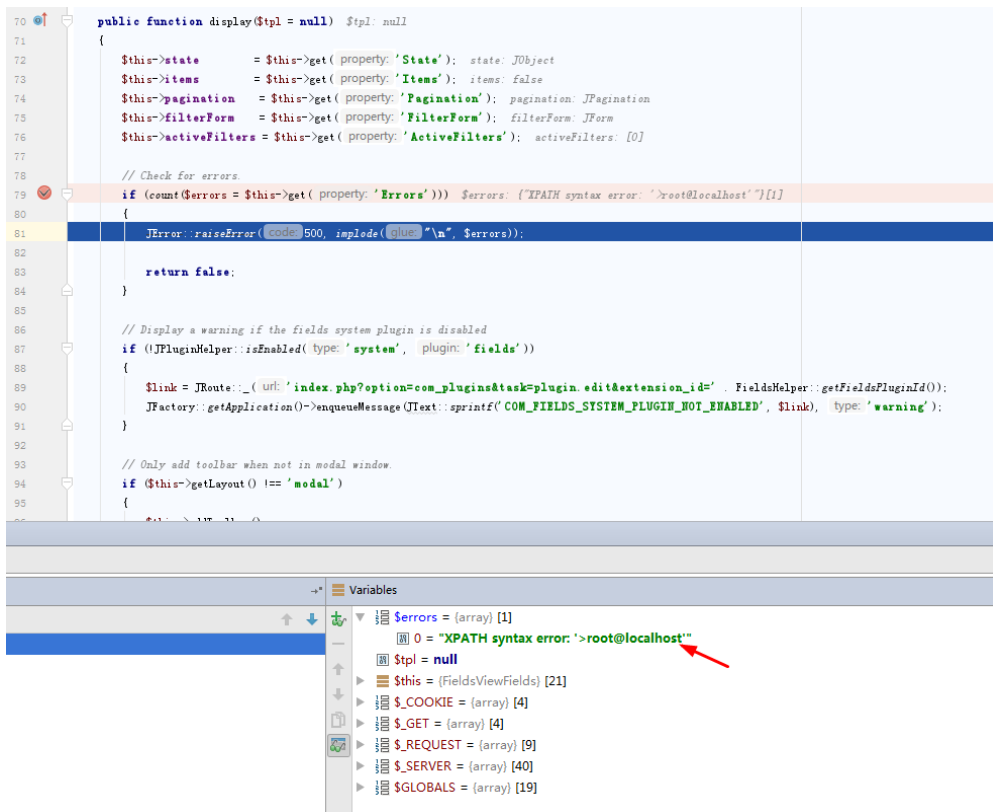 70 public function display($tpl = null) $tpl: null
71 {
72 $this->state = $this->get( property: 'State'); state: JObject
73 $this->items = $this->get( property: 'Items'); items: false
74 $this->pagination = $this->get( property: 'Pagination'); pagination: JPagination
75 $this->filterForm = $this->get( property: 'FilterForm'); filterForm: JForm
76 $this->activeFilters = $this->get( property: 'ActiveFilters'); activeFilters: [0]
77
78 // Check for errors.
79 if (count($errors = $this->get( property: 'Errors'))) $errors: {"XPATH syntax error: '>root@localhost'"}[1]
80 {
81 JError::raiseError( code: 500, implode( glue: "\n", $errors));
82
83 return false;
84 }
85
86 // Display a warning if the fields system plugin is disabled
87 if (!JPluginHelper::isEnabled( type: 'system', plugin: 'fields'))
88 {
89 $link = JRoute::_( url: 'index.php?option=com_plugins&task=plugin.edit&extension_id=' . FieldsHelper::getFieldsPluginId());
90 JFactory::getApplication()->enqueueMessage(JText::sprintf('COM_FIELDS_SYSTEM_PLUGIN_NOT_ENABLED', $link), type: 'warning');
91 }
92
93 // Only add toolbar when not in modal window.
94 if ($this->getLayout() !== 'modal')
95 {
Variables
$errors = {array} [1]
0 = "XPATH syntax error: '>root@localhost'"
$tpl = null
$this = {FieldsViewFields} [21]
$_COOKIE = {array} [4]
$_GET = {array} [4]
$_REQUEST = {array} [9]
$_SERVER = {array} [40]
$GLOBALS = {array} [19]